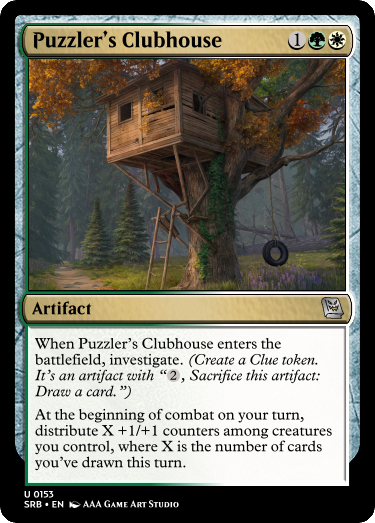 Puzzler's Clubhouse 1
Artifact
When Puzzler's Clubhouse enters the
battlefield, investigate. (Create a Clue token.
It's an artifact with “2, Sacrifice this artifact:
Draw a card.”)
At the beginning of combat on your turn,
distribute X +1/+1 counters among creatures
you control, where X is the number of cards
you've drawn this turn.
U 0153
SRB • EN AAA Game Art Studio